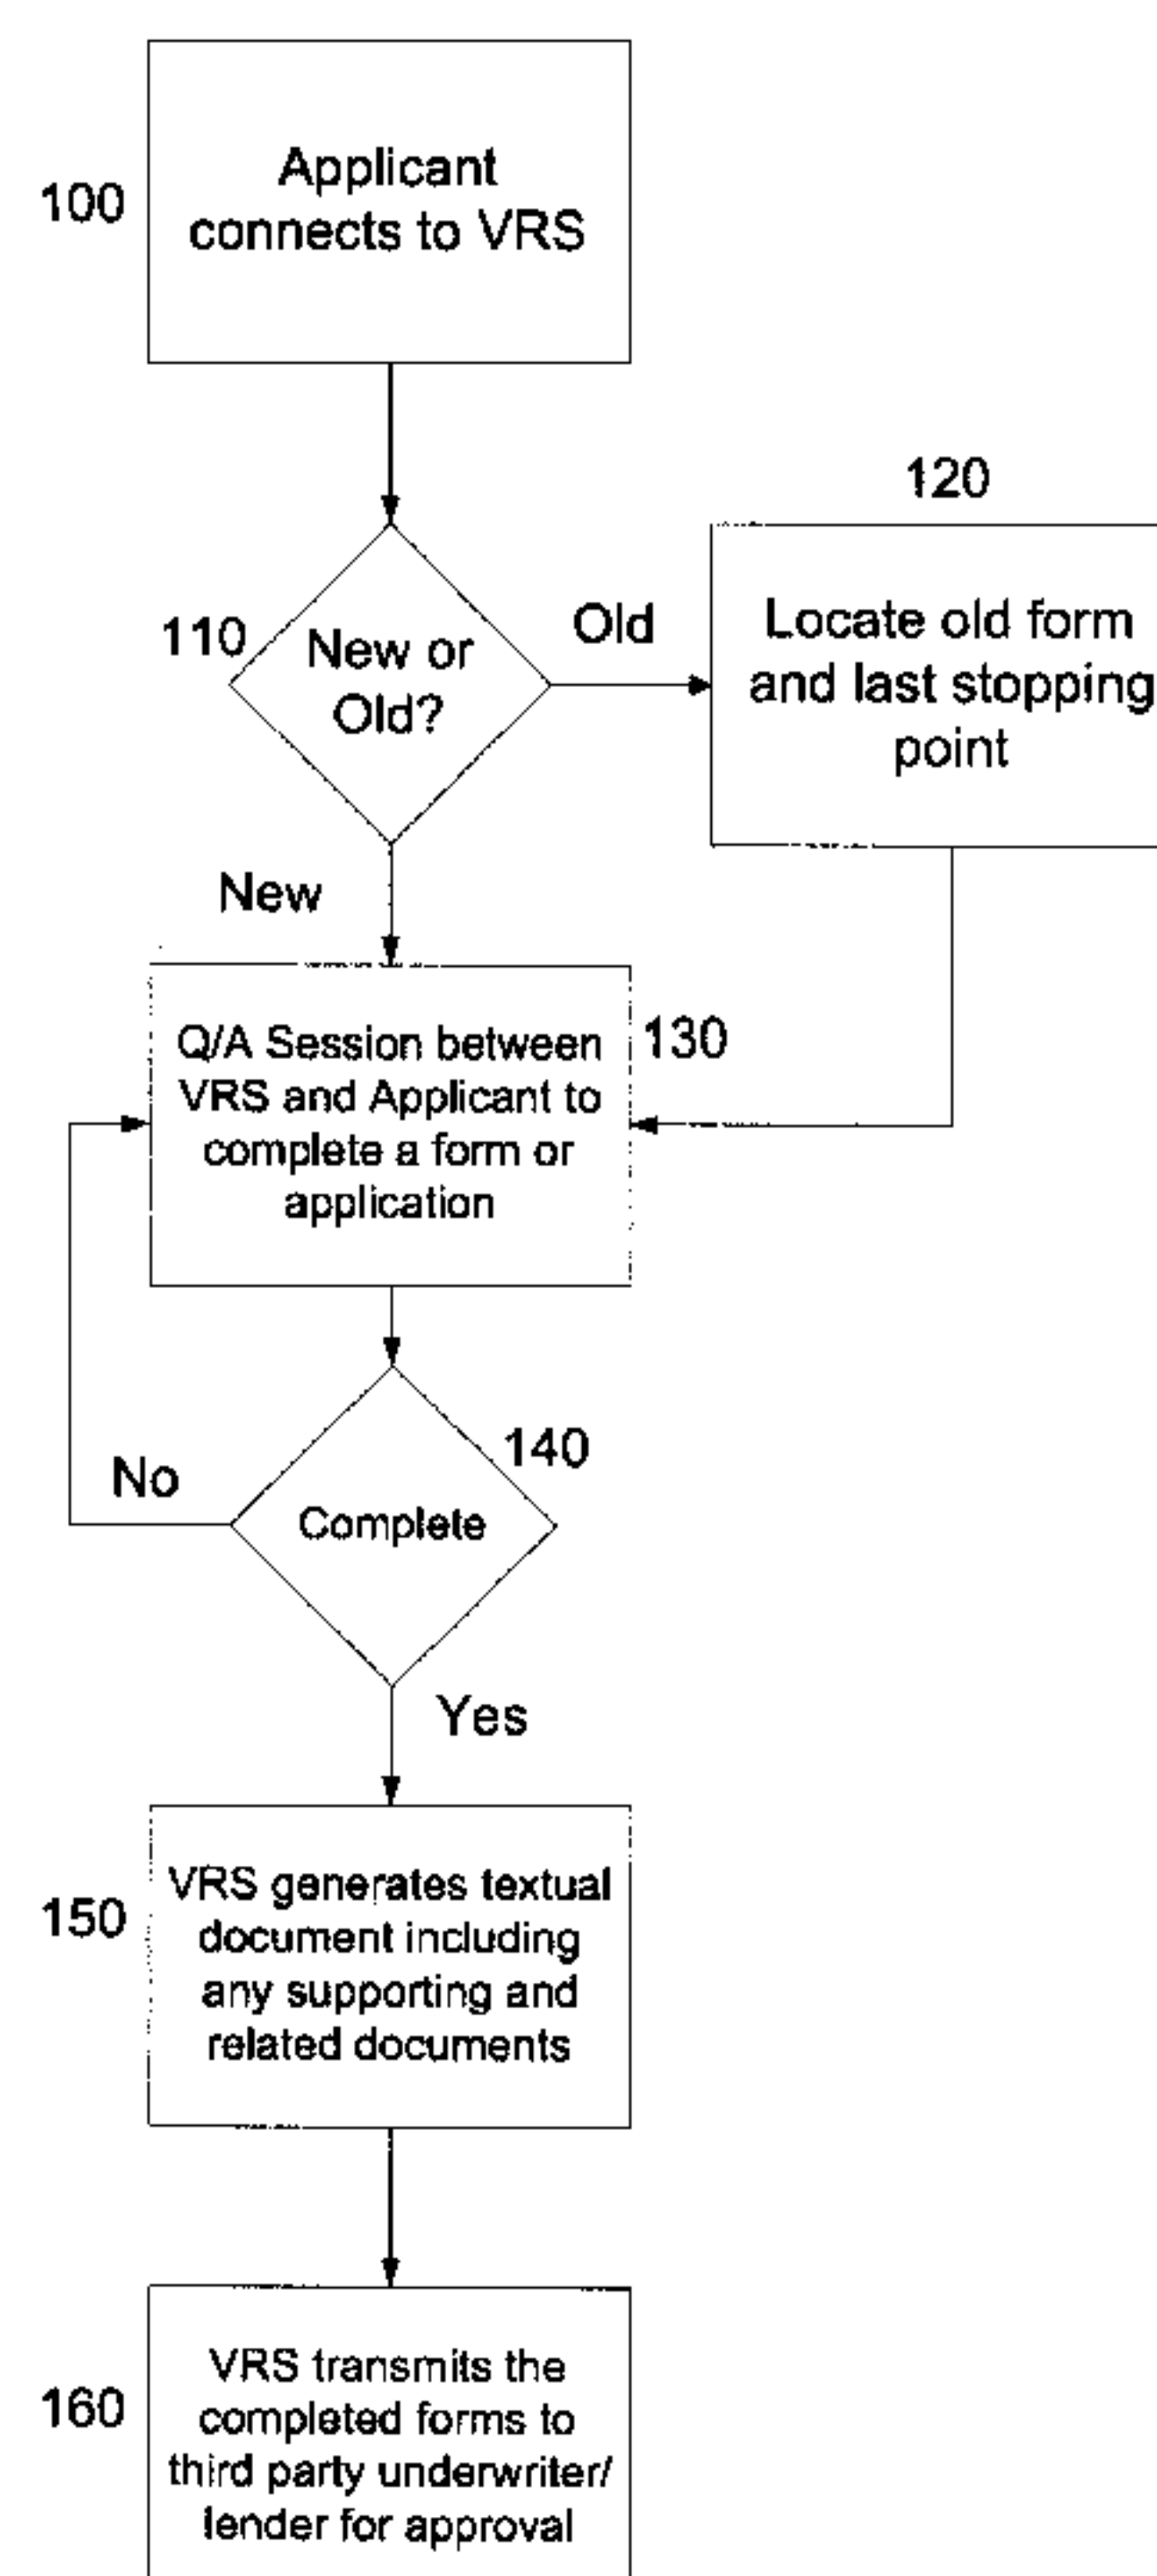 100
Applicant
connects to VRS
120
110
New or
Old?
Old
Locate old form
and last stopping
point
New
Q/A Session between
VRS and Applicant to
complete a form or
application
130
140
No
Complete
Yes
150
VRS generates textual
document including
any supporting and
related documents
160
VRS transmits the
completed forms to
third party underwriter/
lender for approval